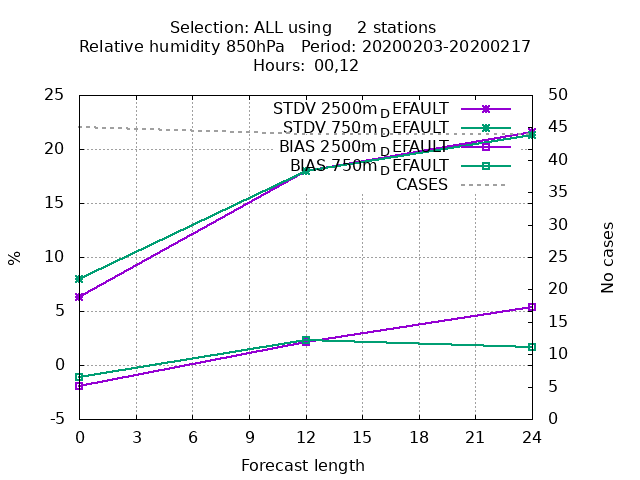 Selection: ALL using     2 stations
Relative humidity 850hPa   Period: 20200203-20200217
Hours:  00,12
25
20
15
10
5
0
-5
50
45
40
35
30
25
20
15
10
5
0
STDV 2500m_DEFAULT
STDV 750m_DEFAULT
BIAS 2500m_DEFAULT
BIAS 750m_DEFAULT
CASES
%
No cases
0 3 6 9 12 15 18 21 24
Forecast length